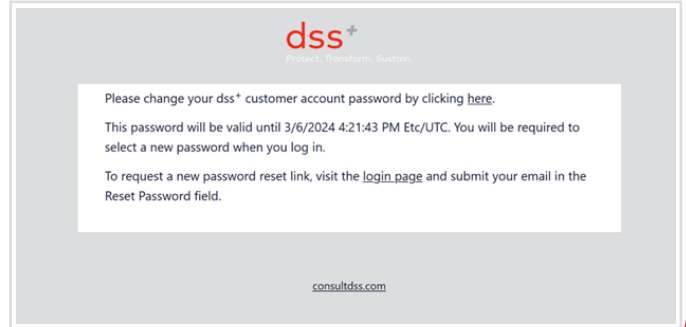 dss+
Protect. Transform. Sustain.
Please change your dss+ customer account password by clicking here.
This password will be valid until 3/6/2024 4:21:43 PM Etc/UTC. You will be required to
select a new password when you log in.
To request a new password reset link, visit the login page and submit your email in the
Reset Password field.
consultdss.com